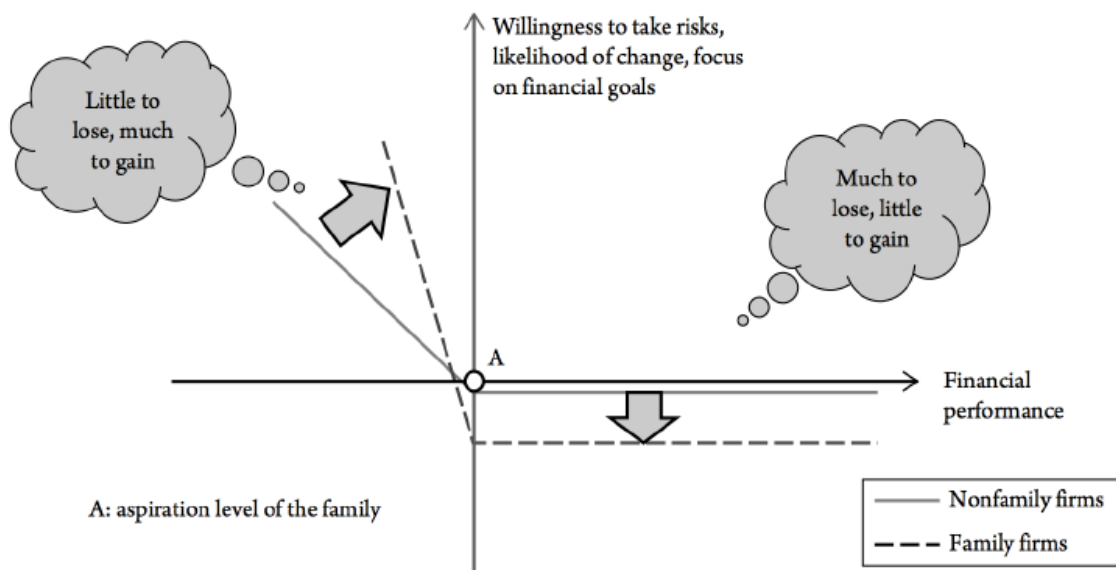 Willingness to take risks,
likelihood of change, focus
on financial goals
Little to
lose, much
to gain
Much to
lose, little
to gain
A
Financial
performance
A: aspiration level of the family
Nonfamily firms
Family firms